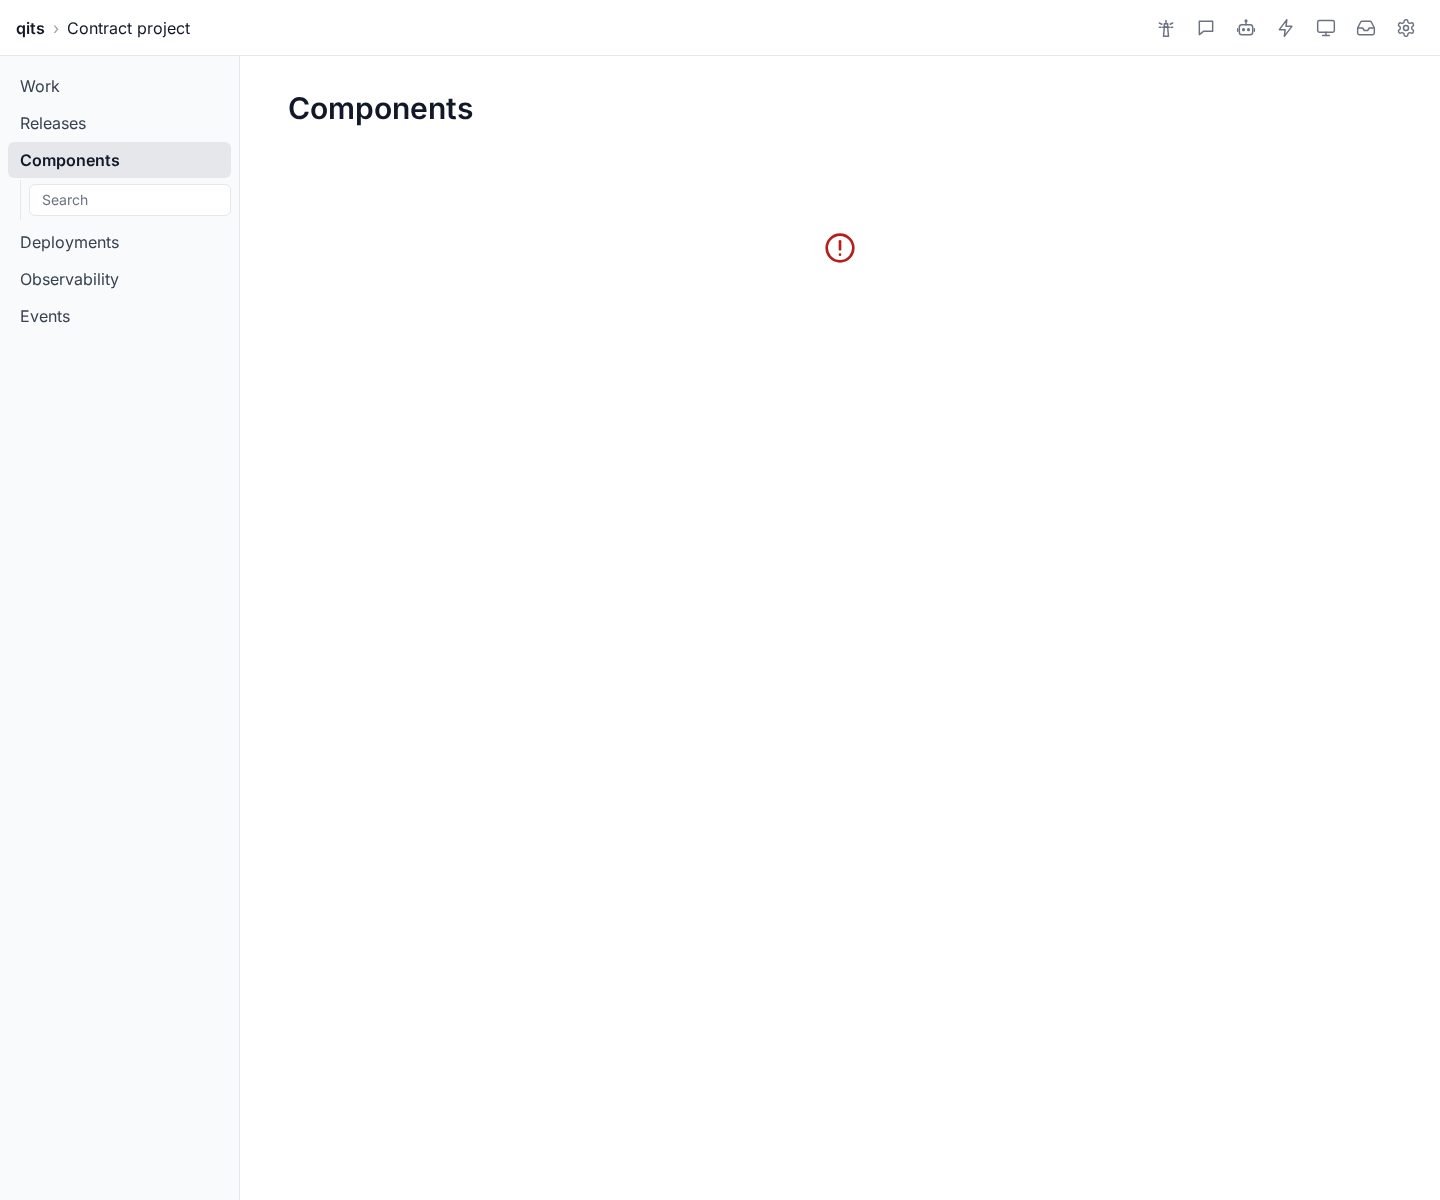 qits › Contract project
Work
Releases
Components
Search
Deployments
Observability
Events
Components